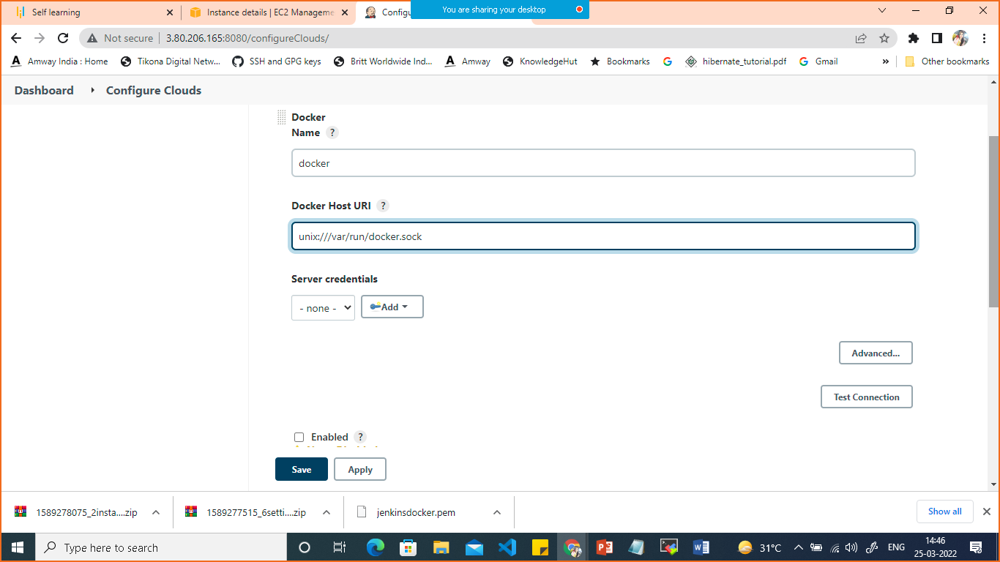 Self learning
Instance details | EC2 Manageme
Configu
You are sharing your desktop
Not secure
3.80.206.165:8080/configureClouds/
Amway India : Home
Tikona Digital Netw...
SSH and GPG keys
Britt Worldwide Ind...
Amway
KnowledgeHut
Bookmarks
hibernate_tutorial.pdf
Gmail
»
Other bookmarks
Dashboard
Configure Clouds
Docker
Name ?
docker
Docker Host URI ?
unix:///var/run/docker.sock
Server credentials
- none -
Add
Advanced...
Test Connection
Enabled ?
Save
Apply
1589278075_2insta....zip
1589277515_6setti....zip
jenkinsdocker.pem
Show all
Type here to search
31°C
ENG
14:46
25-03-2022